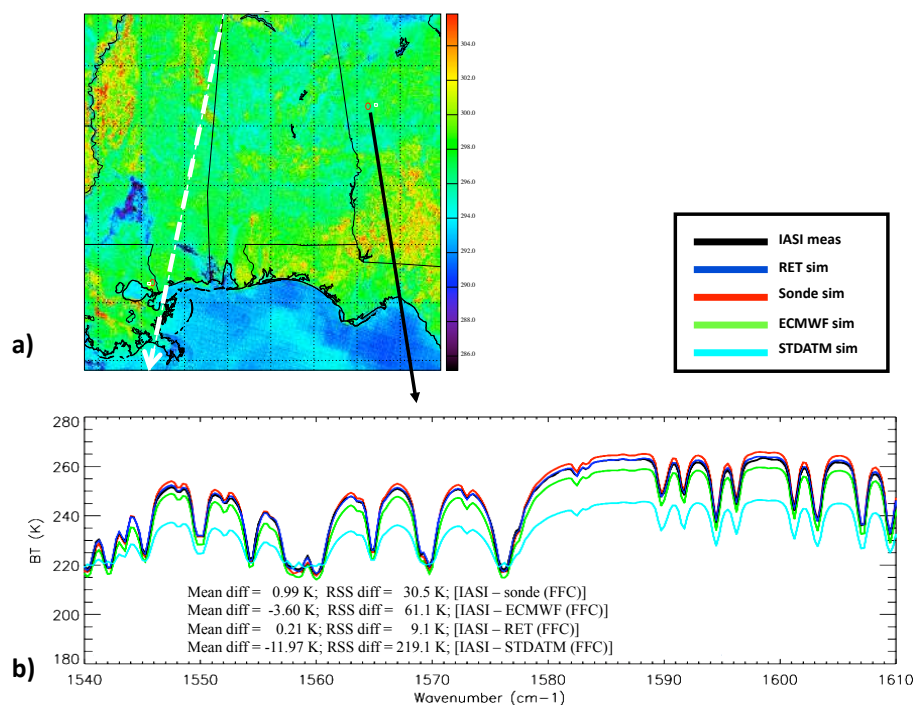 304.0
302.0
300.0
298.0
296.0
294.0
292.0
290.0
288.0
286.0
a)
IASI meas
RET sim
Sonde sim
ECMWF sim
STDATM sim
280
260
240
220
200
180
BT (K)
Mean diff = 0.99 K; RSS diff = 30.5 K; [IASI – sonde (FFC)]
Mean diff = -3.60 K; RSS diff = 61.1 K; [IASI – ECMWF (FFC)]
Mean diff = 0.21 K; RSS diff = 9.1 K; [IASI – RET (FFC)]
Mean diff = -11.97 K; RSS diff = 219.1 K; [IASI – STDATM (FFC)]
b)
1540 1550 1560 1570 1580 1590 1600 1610
Wavenumber (cm-1)